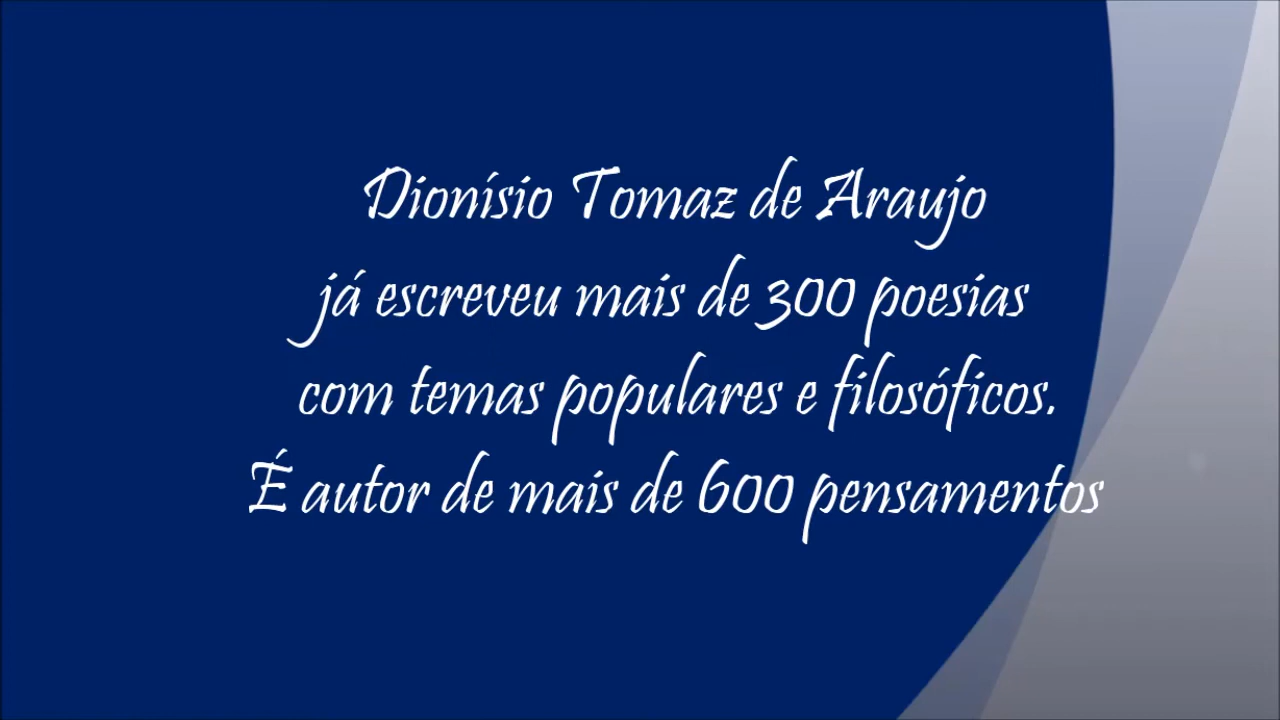 Dionísio Tomaz de Araujo
já escreveu mais de 300 poesias
com temas populares e filosóficos.
É autor de mais de 600 pensamentos